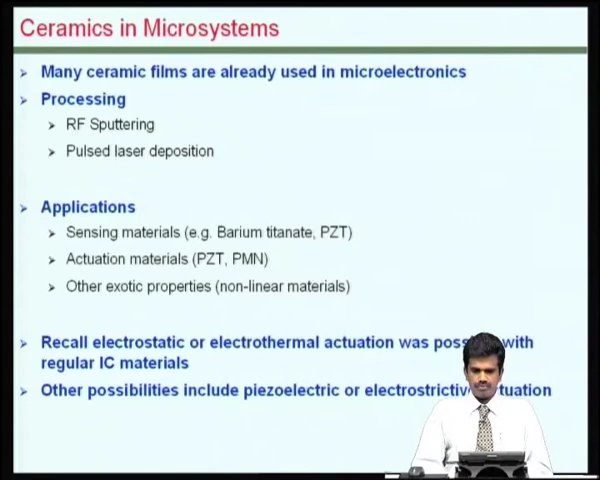 Ceramics in Microsystems
Many ceramic films are already used in microelectronics
Processing
RF Sputtering
Pulsed laser deposition
Applications
Sensing materials (e.g. Barium titanate, PZT)
Actuation materials (PZT, PMN)
Other exotic properties (non-linear materials)
Recall electrostatic or electrothermal actuation was with
regular IC materials
Other possibilities include piezoelectric or electrostrictive